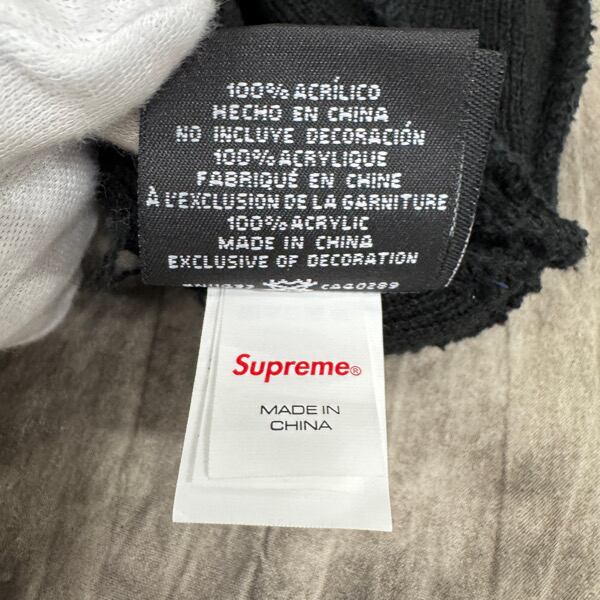 100% ACRÍLICO
HECHO EN CHINA
NO INCLUYE DECORACIÓN
100% ACRYLIQUE
FABRIQUÉ EN CHINE
À L'EXCLUSION DE LA GARNITURE
100% ACRYLIC
MADE IN CHINA
EXCLUSIVE OF DECORATION
CA40289
Supreme®
MADE IN
CHINA